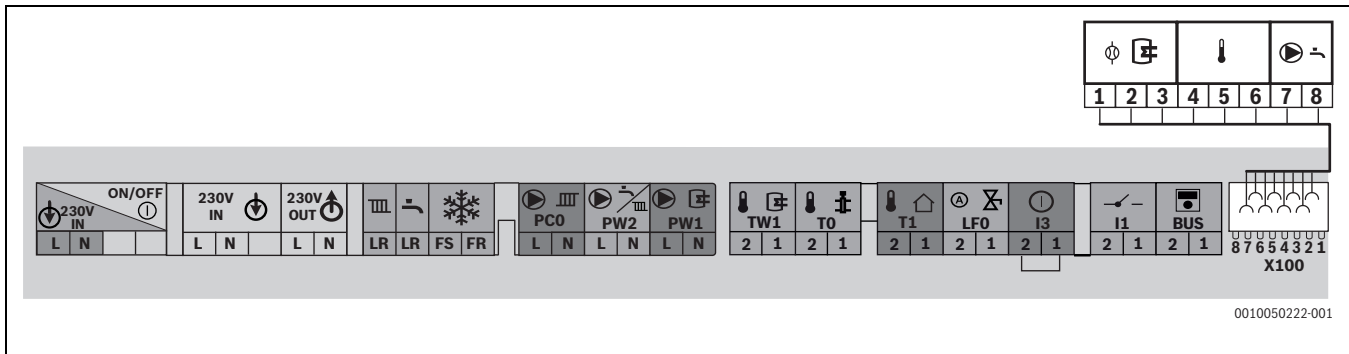 1 2 3 4 5 6 7 8
ON/OFF
230V
IN
230V
IN
230V
OUT
PC0
PW2
PW1
TW1
T0
T1
A
LF0
I3
I1
BUS
L N
L N
L N
LR LR FS FR
L N
L N
L N
2 1
2 1
2 1
2 1
2 1
2 1
2 1
8 7 6 5 4 3 2 1
X100
0010050222-001